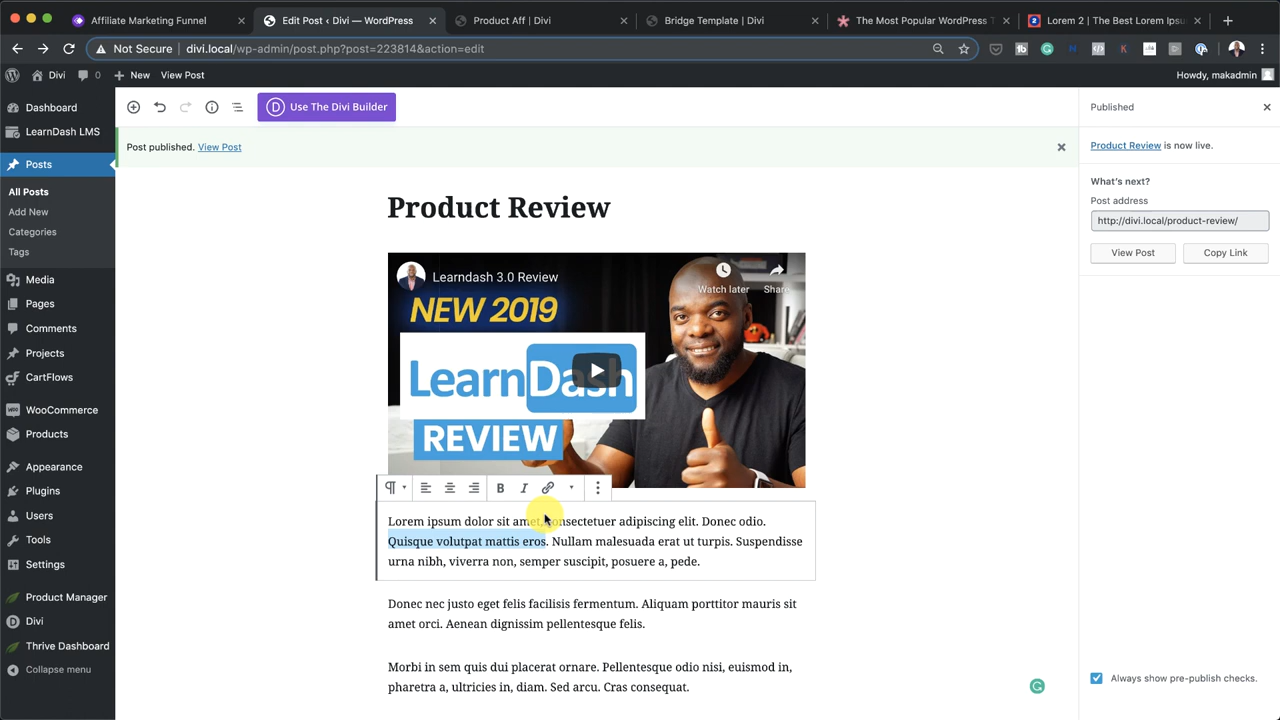 Affiliate Marketing Funnel
Edit Post ‹ Divi — WordPress
Product Aff | Divi
Bridge Template | Divi
The Most Popular WordPress T
Lorem 2 | The Best Lorem Ipsu
Not Secure | divi.local/wp-admin/post.php?post=223814&action=edit
Divi
0
New
View Post
Howdy, makadmin
Dashboard
LearnDash LMS
Posts
All Posts
Add New
Categories
Tags
Media
Pages
Comments
Projects
CartFlows
WooCommerce
Products
Appearance
Plugins
Users
Tools
Settings
Product Manager
Divi
Thrive Dashboard
Collapse menu
D Use The Divi Builder
Post published. View Post
Product Review
Learndash 3.0 Review
Watch later
Share
NEW 2019
LearnDash
REVIEW
B I
Lorem ipsum dolor sit amet, consectetuer adipiscing elit. Donec odio.
Quisque volutpat mattis eros. Nullam malesuada erat ut turpis. Suspendisse
urna nibh, viverra non, semper suscipit, posuere a, pede.
Donec nec justo eget felis facilisis fermentum. Aliquam porttitor mauris sit
amet orci. Aenean dignissim pellentesque felis.
Morbi in sem quis dui placerat ornare. Pellentesque odio nisi, euismod in,
pharetra a, ultricies in, diam. Sed arcu. Cras consequat.
Published
Product Review is now live.
What's next?
Post address
http://divi.local/product-review/
View Post
Copy Link
Always show pre-publish checks.